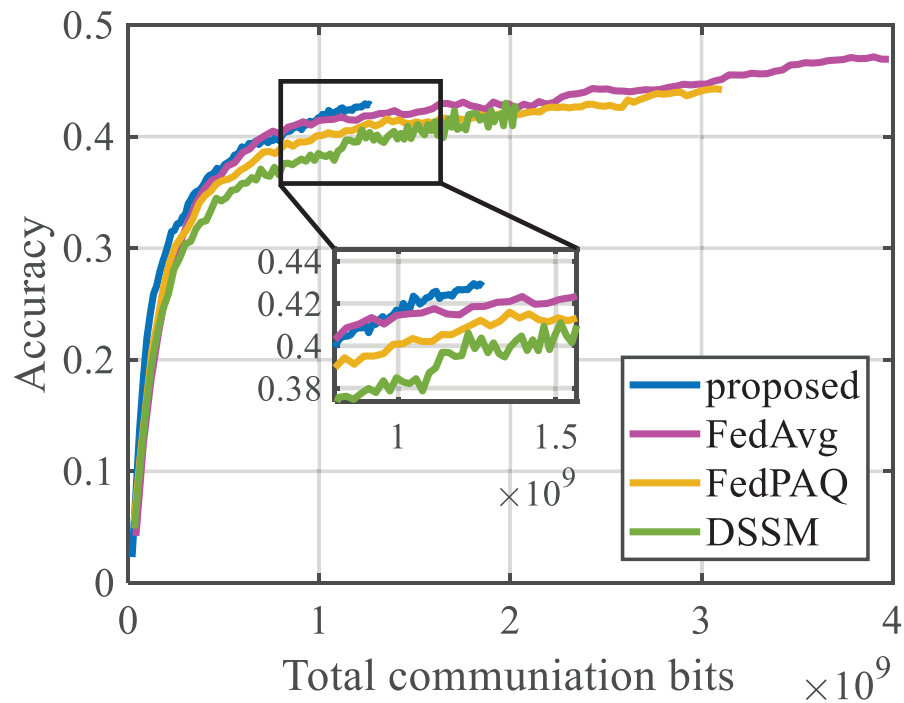 0.5
0.4
0.3
0.2
0.1
0
Accuracy
0.44
0.42
0.4
0.38
1 1.5
×10⁹
proposed
FedAvg
FedPAQ
DSSM
0 1 2 3 4
Total communiation bits
×10⁹